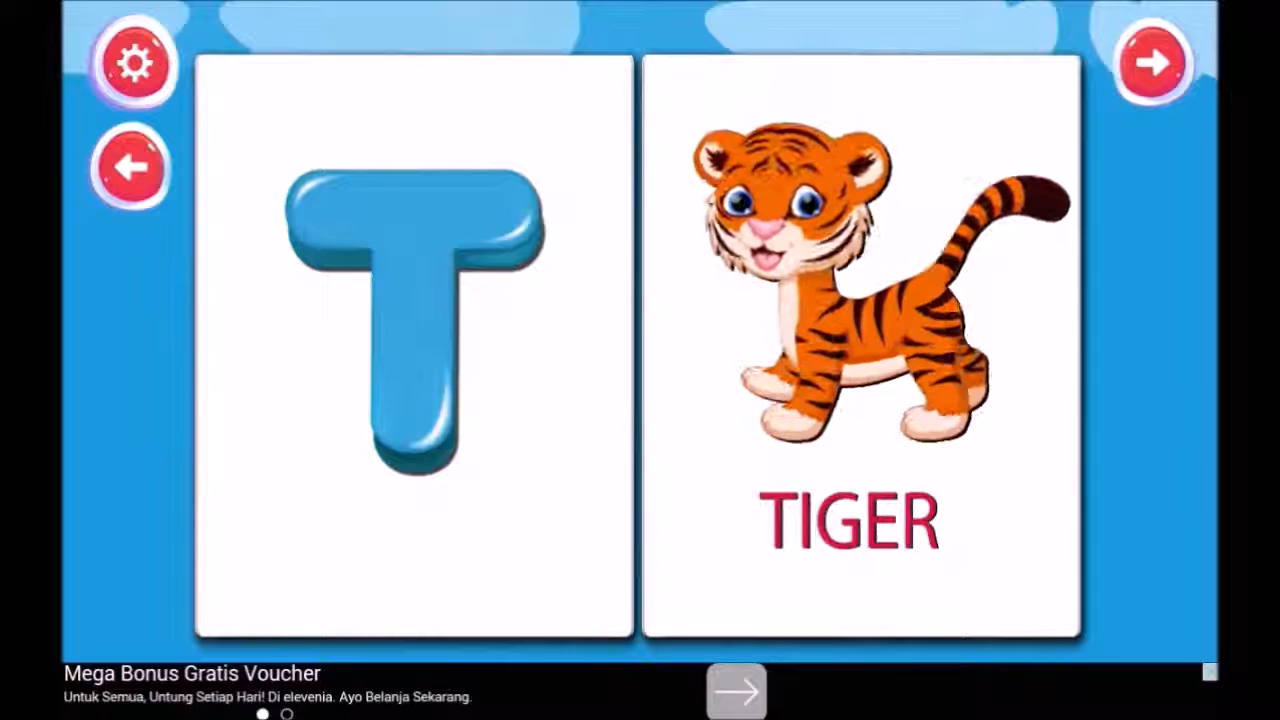 T
TIGER
Mega Bonus Gratis Voucher
Untuk Semua, Untung Setiap Hari! Di elevenia. Ayo Belanja Sekarang.